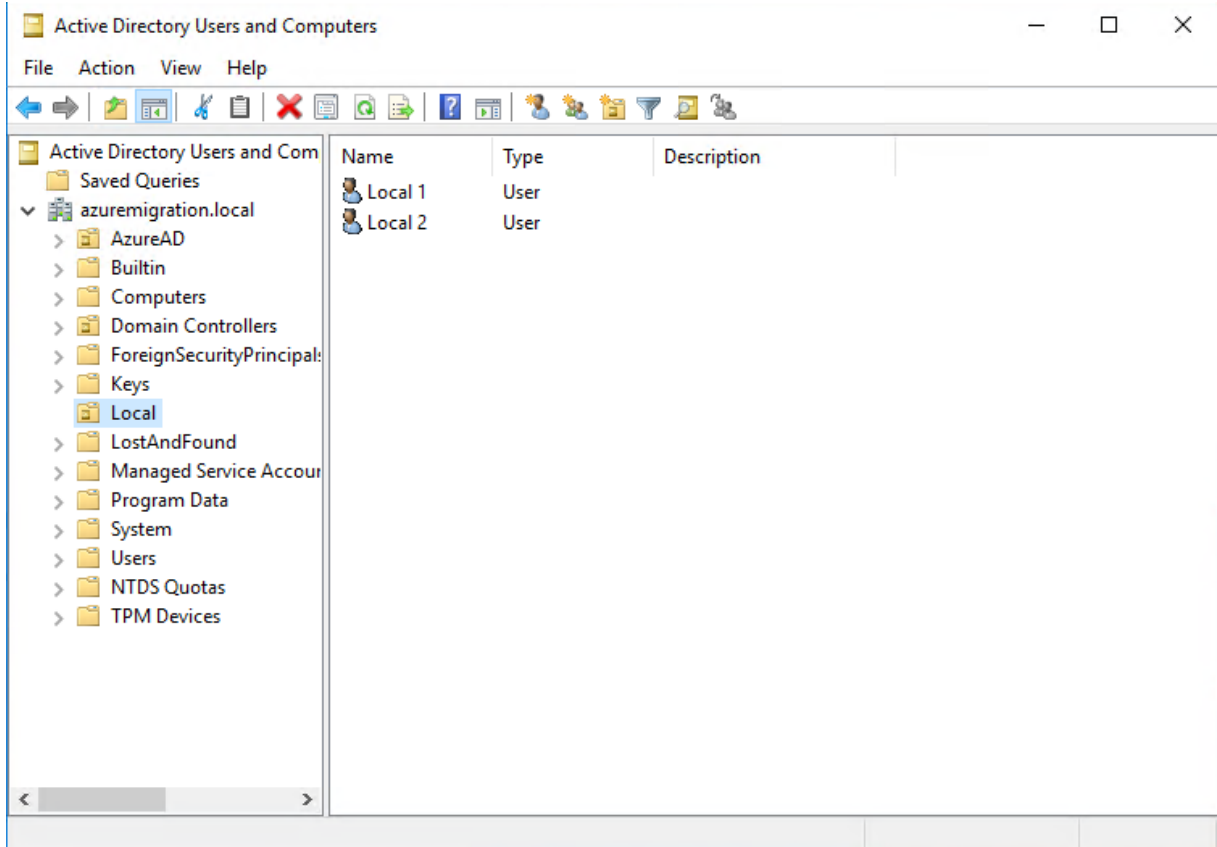 Active Directory Users and Computers
File Action View Help
Active Directory Users and Com
Saved Queries
azuremigration.local
AzureAD
Builtin
Computers
Domain Controllers
ForeignSecurityPrincipals
Keys
Local
LostAndFound
Managed Service Accoun
Program Data
System
Users
NTDS Quotas
TPM Devices
Name Type Description
Local 1 User
Local 2 User